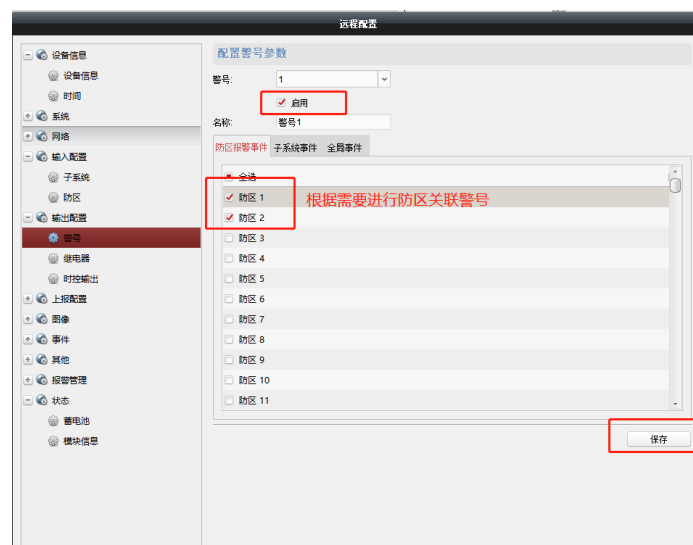 远程配置
设备信息
设备信息
时间
系统
网络
输入配置
子系统
防区
输出配置
警号
继电器
时控输出
上报配置
图像
事件
其他
报警管理
状态
蓄电池
模块信息
配置警号参数
警号: 1
启用
名称: 警号1
防区报警事件 子系统事件 全局事件
全选
防区 1
根据需要进行防区关联警号
防区 2
防区 3
防区 4
防区 5
防区 6
防区 7
防区 8
防区 9
防区 10
防区 11
保存